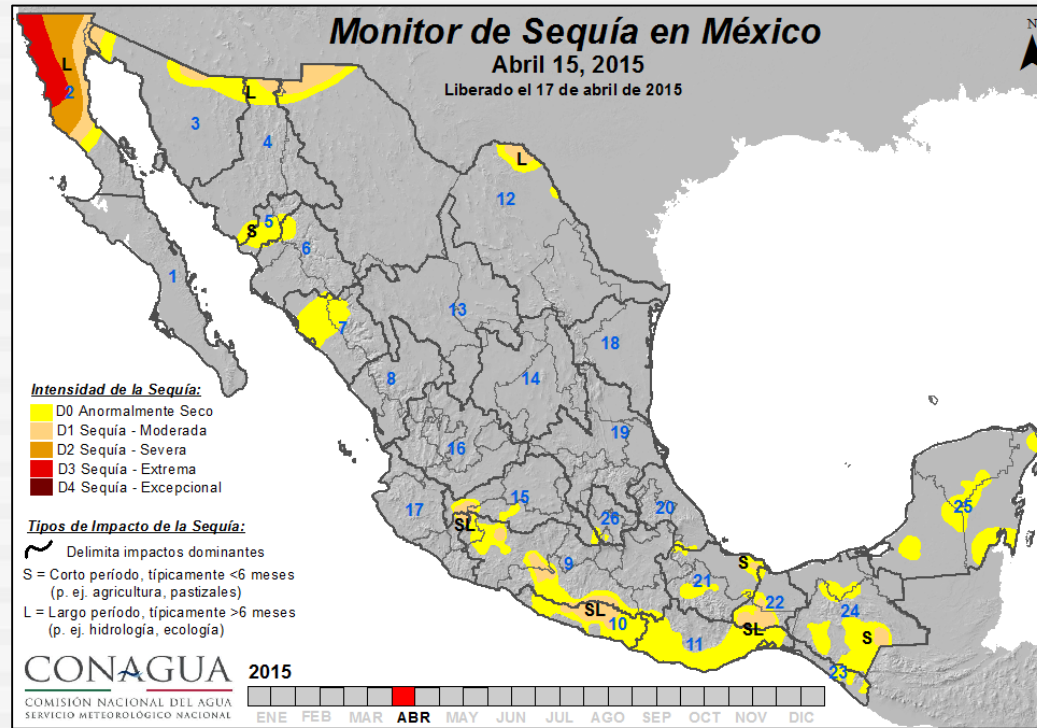 Monitor de Sequía en México
Abril 15, 2015
Liberado el 17 de abril de 2015
N
L
2
3
L
4
L
12
S
5
6
1
7
13
18
8
14
19
16
17
15
SL
26
20
25
9
S
21
22
SL
10
11
SL
24
S
23
Intensidad de la Sequía:
D0 Anormalmente Seco
D1 Sequía - Moderada
D2 Sequía - Severa
D3 Sequía - Extrema
D4 Sequía - Excepcional
Tipos de Impacto de la Sequía:
Delimita impactos dominantes
S = Corto período, típicamente <6 meses
(p. ej. agricultura, pastizales)
L = Largo período, típicamente >6 meses
(p. ej. hidrología, ecología)
CONAGUA
COMISIÓN NACIONAL DEL AGUA
SERVICIO METEOROLÓGICO NACIONAL
2015
ENE FEB MAR ABR MAY JUN JUL AGO SEP OCT NOV DIC